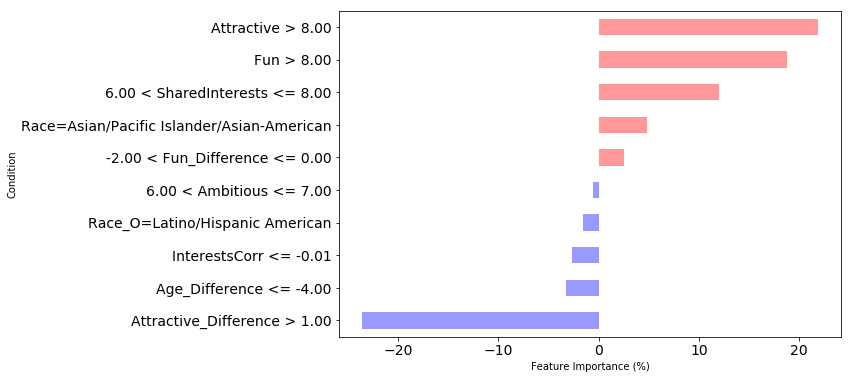 Attractive > 8.00
Fun > 8.00
6.00 < SharedInterests <= 8.00
Race=Asian/Pacific Islander/Asian-American
-2.00 < Fun_Difference <= 0.00
6.00 < Ambitious <= 7.00
Race_O=Latino/Hispanic American
InterestsCorr <= -0.01
Age_Difference <= -4.00
Attractive_Difference > 1.00
Condition
−20 −10 0 10 20
Feature Importance (%)